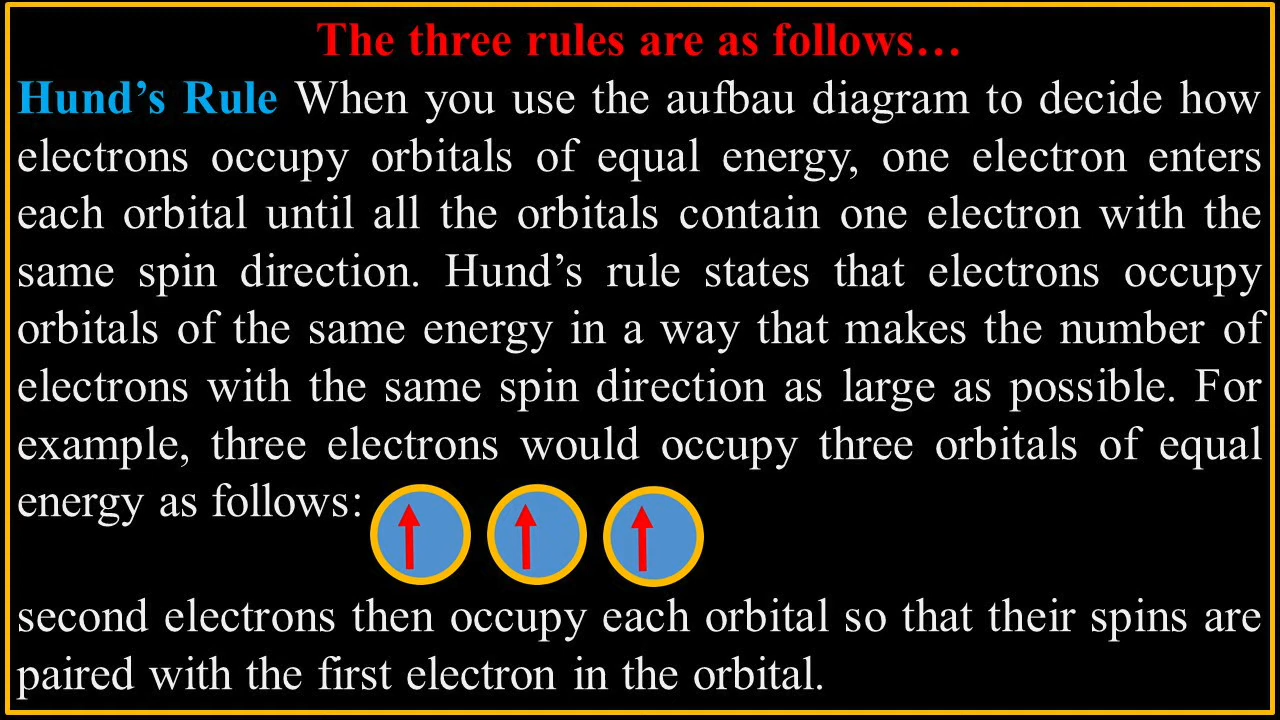 The three rules are as follows…
Hund’s Rule When you use the aufbau diagram to decide how
electrons occupy orbitals of equal energy, one electron enters
each orbital until all the orbitals contain one electron with the
same spin direction. Hund’s rule states that electrons occupy
orbitals of the same energy in a way that makes the number of
electrons with the same spin direction as large as possible. For
example, three electrons would occupy three orbitals of equal
energy as follows:
second electrons then occupy each orbital so that their spins are
paired with the first electron in the orbital.